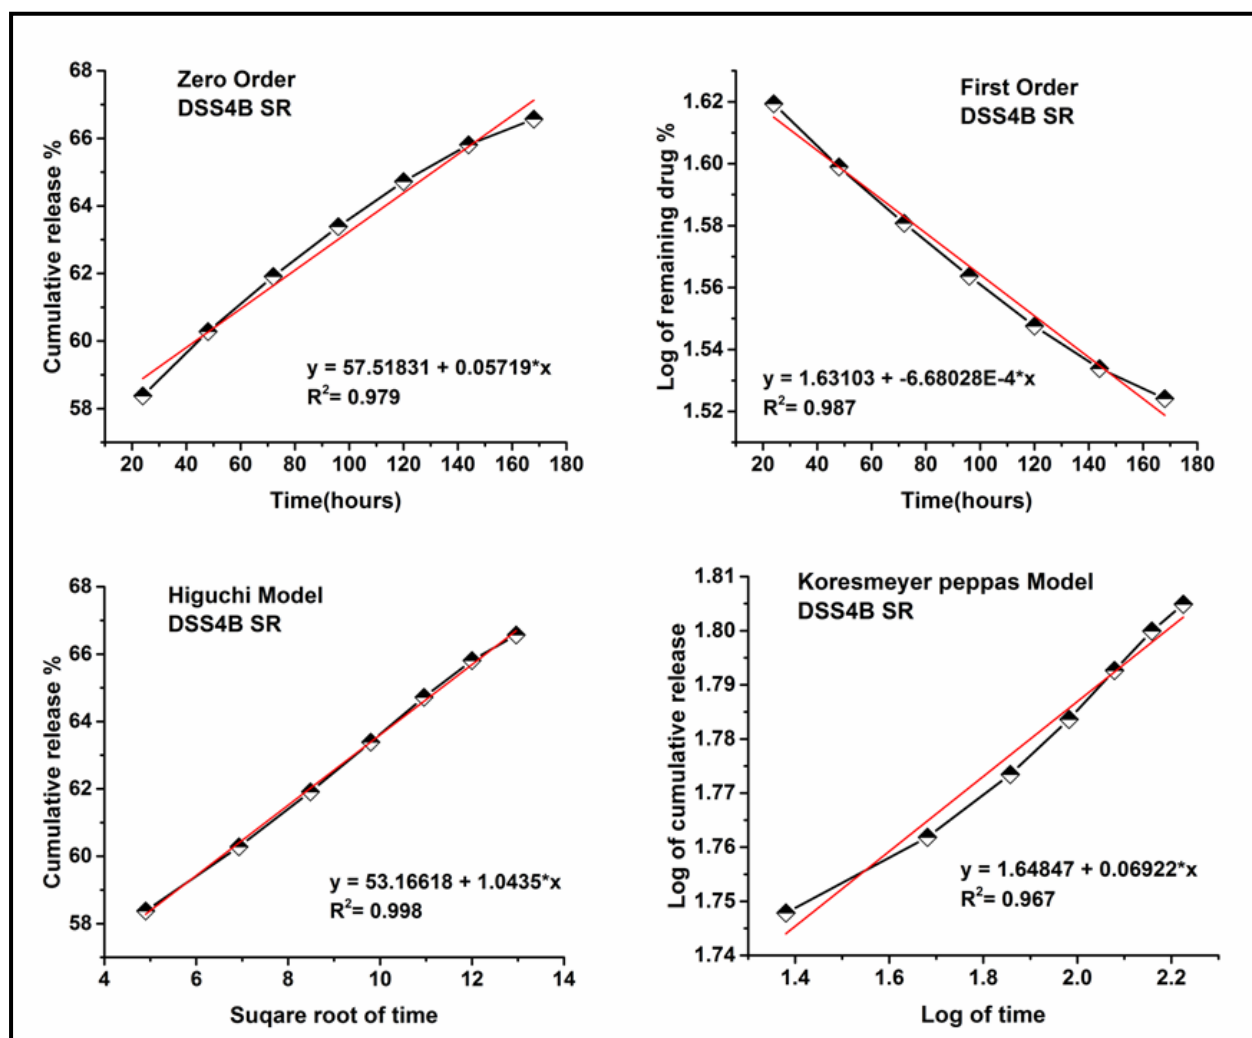 Zero Order
DSS4B SR
Cumulative release %
68
66
64
62
60
58
y = 57.51831 + 0.05719*x
R2= 0.979
20 40 60 80 100 120 140 160 180
Time(hours)
First Order
DSS4B SR
Log of remaining drug %
1.62
1.60
1.58
1.56
1.54
1.52
y = 1.63103 + -6.68028E-4*x
R2= 0.987
20 40 60 80 100 120 140 160 180
Time(hours)
Higuchi Model
DSS4B SR
Cumulative release %
68
66
64
62
60
58
y = 53.16618 + 1.0435*x
R2= 0.998
4 6 8 10 12 14
Suqare root of time
Koresmeyer peppas Model
DSS4B SR
Log of cumulative release
1.81
1.80
1.79
1.78
1.77
1.76
1.75
1.74
y = 1.64847 + 0.06922*x
R2= 0.967
1.4 1.6 1.8 2.0 2.2
Log of time